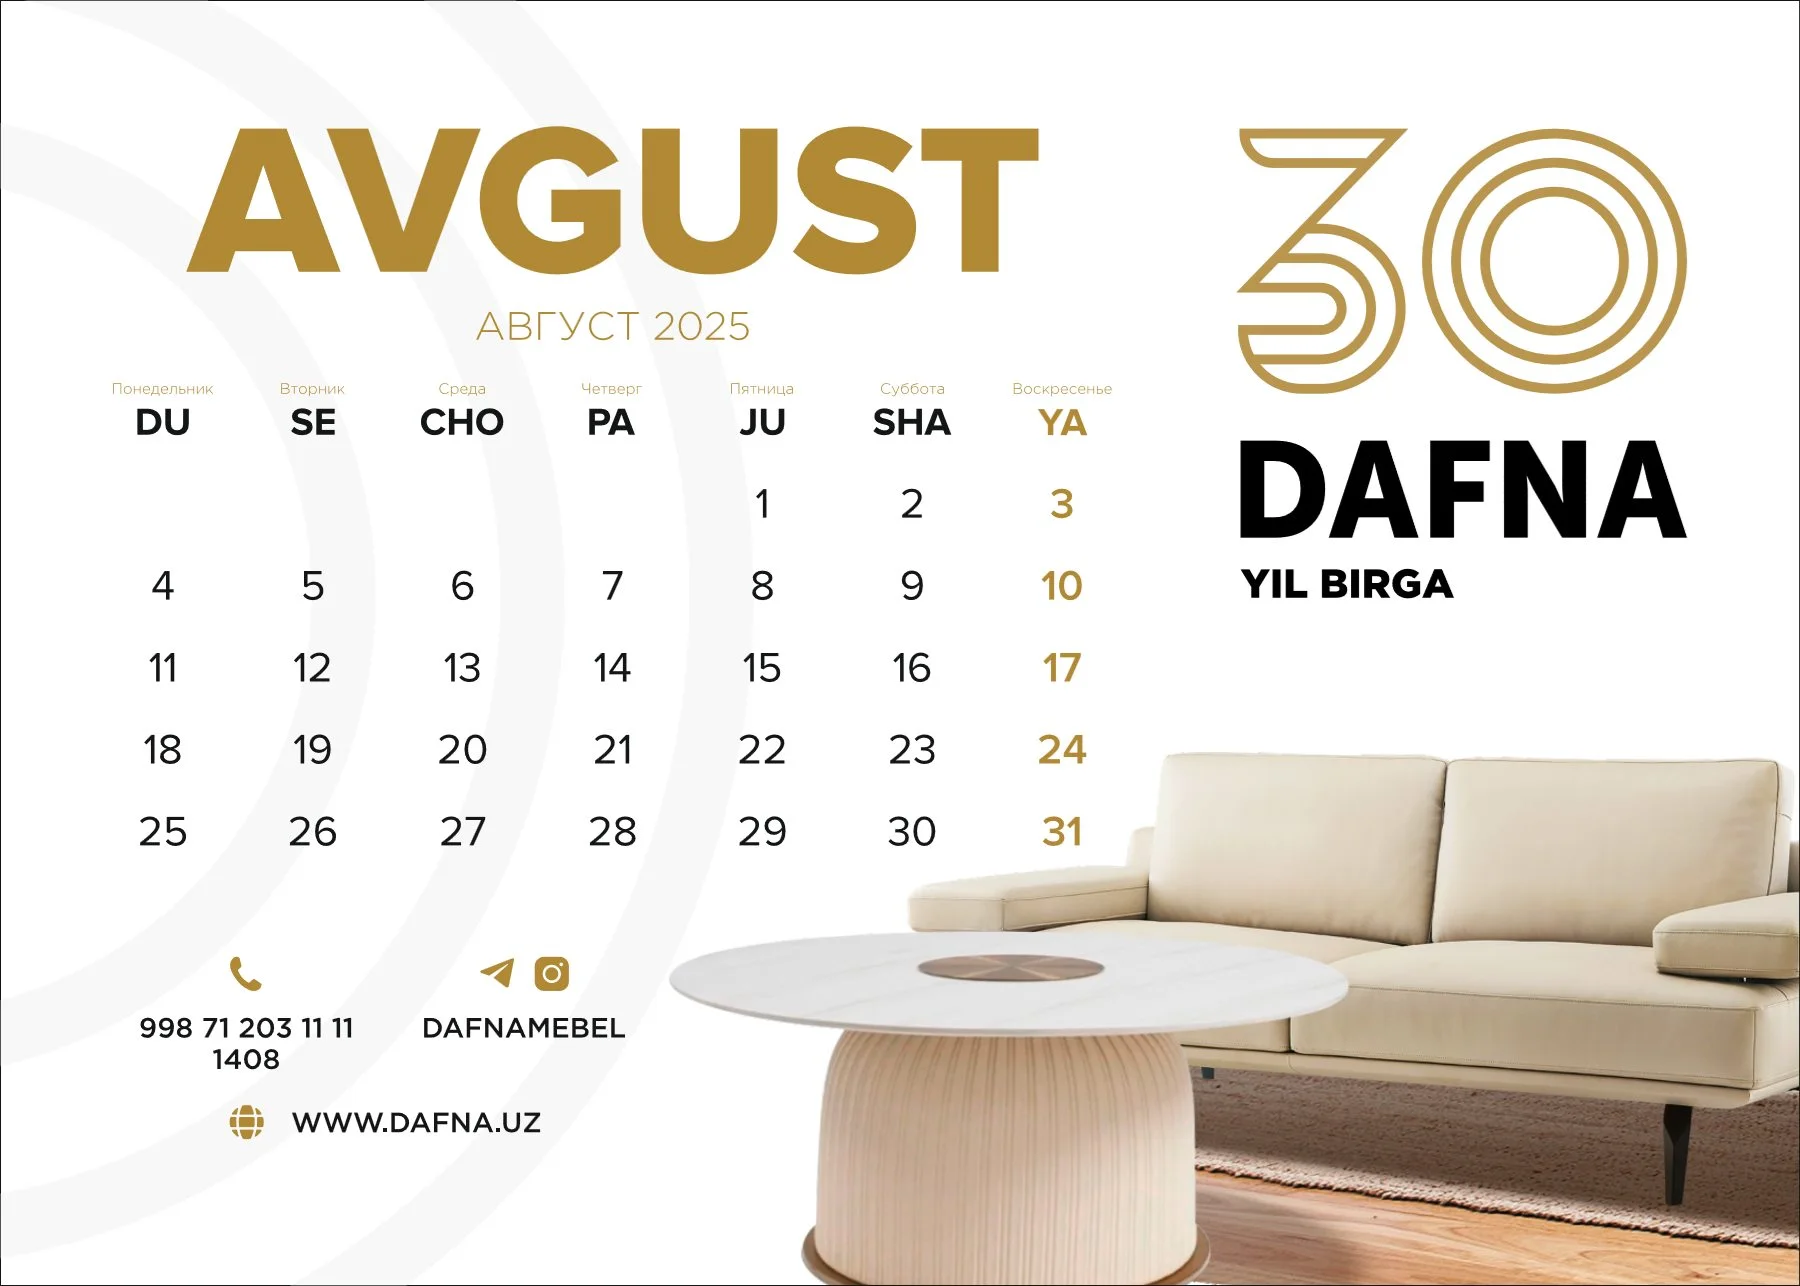 AVGUST
АВГУСТ 2025
Понедельник Вторник Среда Четверг Пятница Суббота Воскресенье
DU SE CHO PA JU SHA YA
1 2 3
4 5 6 7 8 9 10
11 12 13 14 15 16 17
18 19 20 21 22 23 24
25 26 27 28 29 30 31
998 71 203 11 11
1408
DAFNAMEBEL
WWW.DAFNA.UZ
30
DAFNA
YIL BIRGA